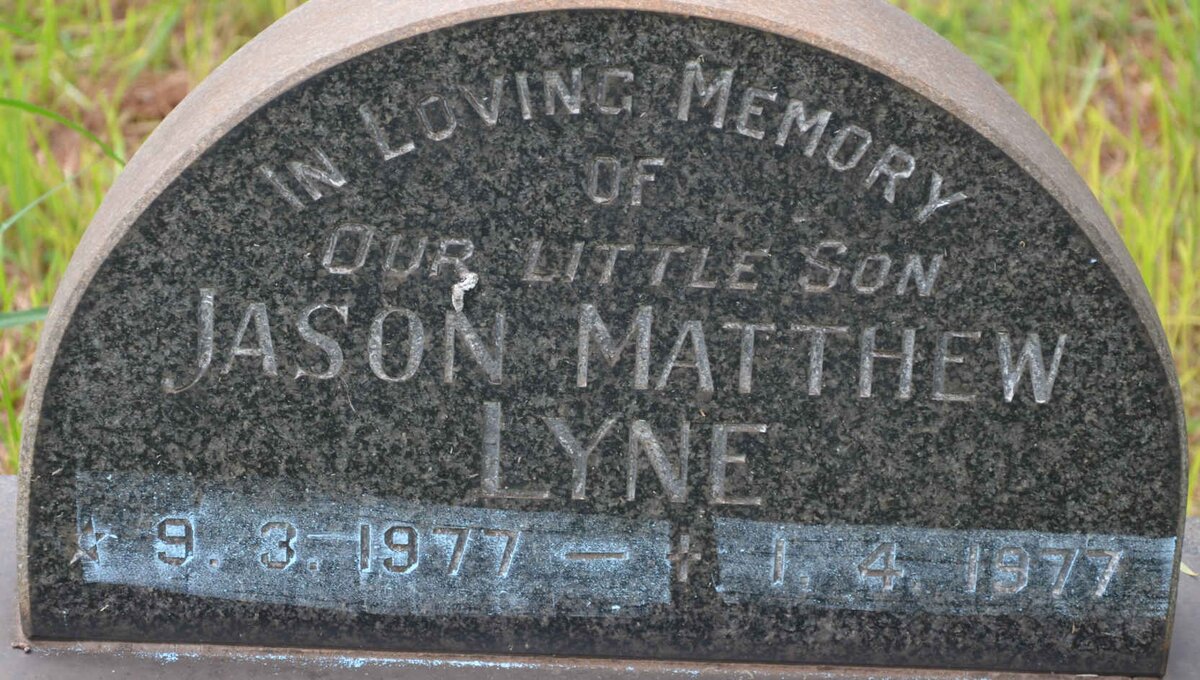 In Loving Memory
of
Our Little Son
Jason Matthew
Lyne
* 9. 3. 1977 — + 1. 4. 1977